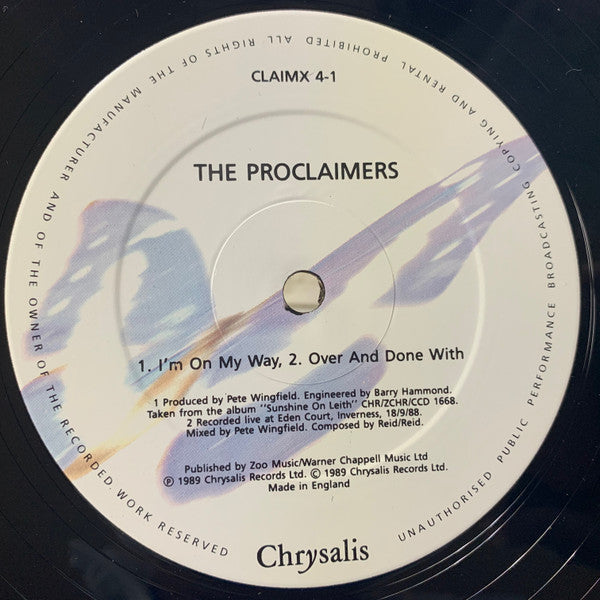 ALL RIGHTS OF THE MANUFACTURER AND OF THE OWNER OF THE RECORDED WORK RESERVED UNAUTHORISED PUBLIC PERFORMANCE BROADCASTING COPYING AND RENTAL PROHIBITED
CLAIMX 4-1
THE PROCLAIMERS
1. I'm On My Way, 2. Over And Done With
1 Produced by Pete Wingfield. Engineered by Barry Hammond.
Taken from the album "Sunshine On Leith" CHR/ZCHR/CCD 1668.
2 Recorded live at Eden Court, Inverness, 18/9/88.
Mixed by Pete Wingfield. Composed by Reid/Reid.
Published by Zoo Music/Warner Chappell Music Ltd
℗ 1989 Chrysalis Records Ltd. © 1989 Chrysalis Records Ltd.
Made in England
Chrysalis